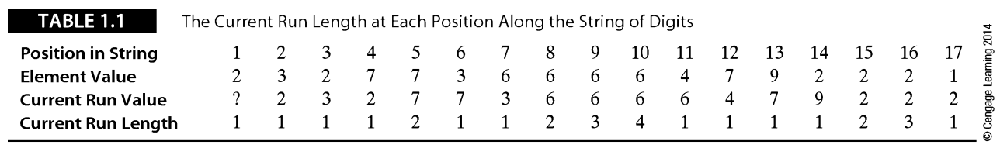 TABLE 1.1 The Current Run Length at Each Position Along the String of Digits
Position in String 1 2 3 4 5 6 7 8 9 10 11 12 13 14 15 16 17
Element Value 2 3 2 7 7 3 6 6 6 6 4 7 9 2 2 2 1
Current Run Value ? 2 3 2 7 7 3 6 6 6 6 4 7 9 2 2 2
Current Run Length 1 1 1 1 2 1 1 2 3 4 1 1 1 1 2 3 1
© Cengage Learning 2014